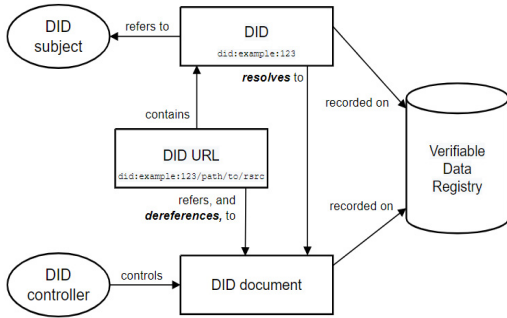 DID
subject
refers to
DID
did:example:123
resolves to
recorded on
contains
DID URL
did:example:123/path/to/rsrc
Verifiable
Data
Registry
refers, and
dereferences, to
recorded on
DID
controller
controls
DID document